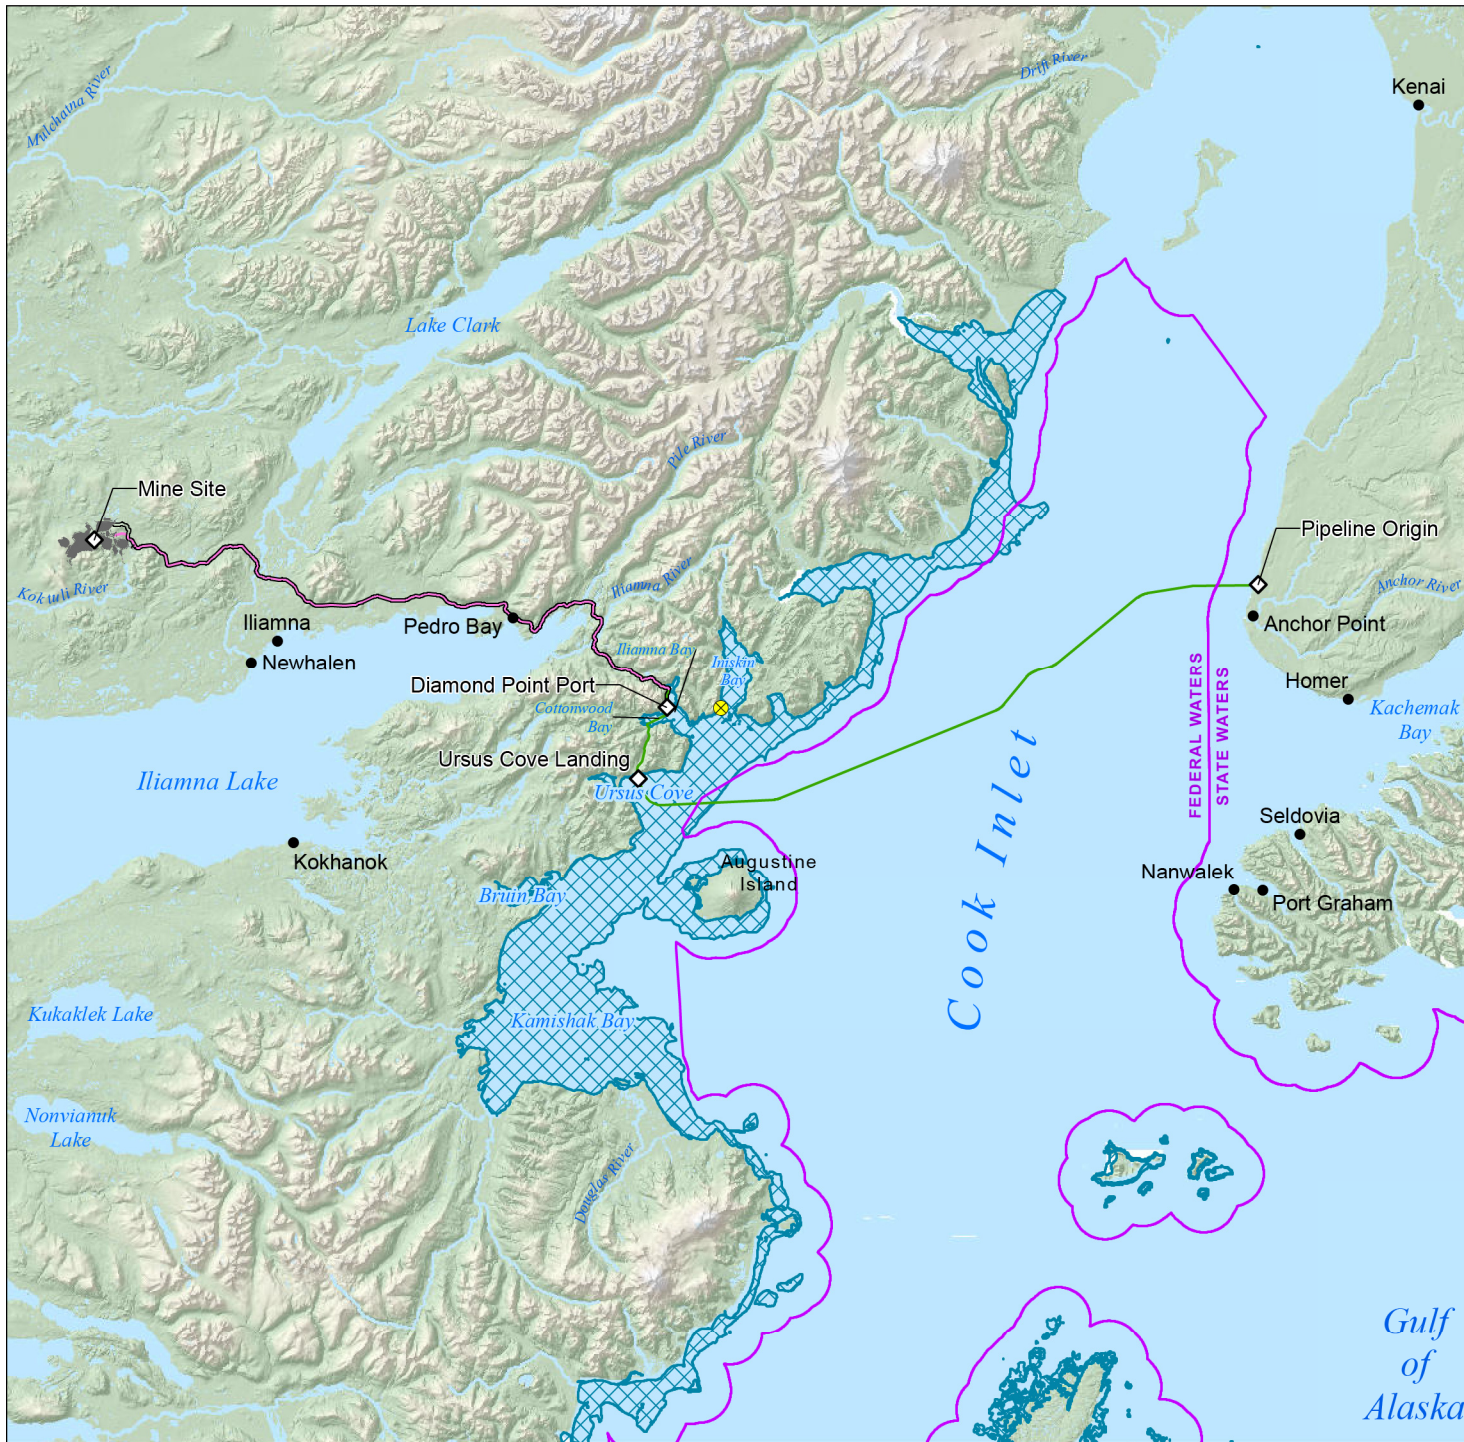 Drift River
Kenai
Mulchatna River
Lake Clark
Pile River
Mine Site
Pipeline Origin
Koktuli River
Iliamna River
Anchor River
Iliamna
Pedro Bay
Anchor Point
Newhalen
Iliamna Bay
Iniskin
Bay
Diamond Point Port
Homer
Cottonwood
Bay
Kachemak
Bay
FEDERAL WATERS
STATE WATERS
Ursus Cove Landing
Ursus Cove
Iliamna Lake
Cook Inlet
Seldovia
Kokhanok
Augustine
Island
Nanwalek
Port Graham
Bruin Bay
Kukaklek Lake
Kamishak Bay
Nonvianuk
Lake
Douglas River
Gulf
of
Alaska